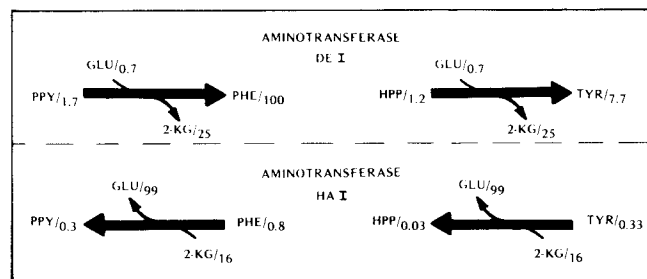 AMINOTRANSFERASE
DE I
GLU/0.7
PPY/1.7
PHE/100
2-KG/25
GLU/0.7
HPP/1.2
TYR/7.7
2-KG/25
AMINOTRANSFERASE
HA I
GLU/99
PPY/0.3
PHE/0.8
2-KG/16
GLU/99
HPP/0.03
TYR/0.33
2-KG/16